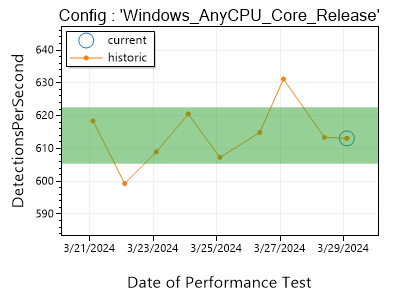 Config : 'Windows_AnyCPU_Core_Release'
current
historic
640
630
620
610
600
590
DetectionsPerSecond
3/21/2024 3/23/2024 3/25/2024 3/27/2024 3/29/2024
Date of Performance Test